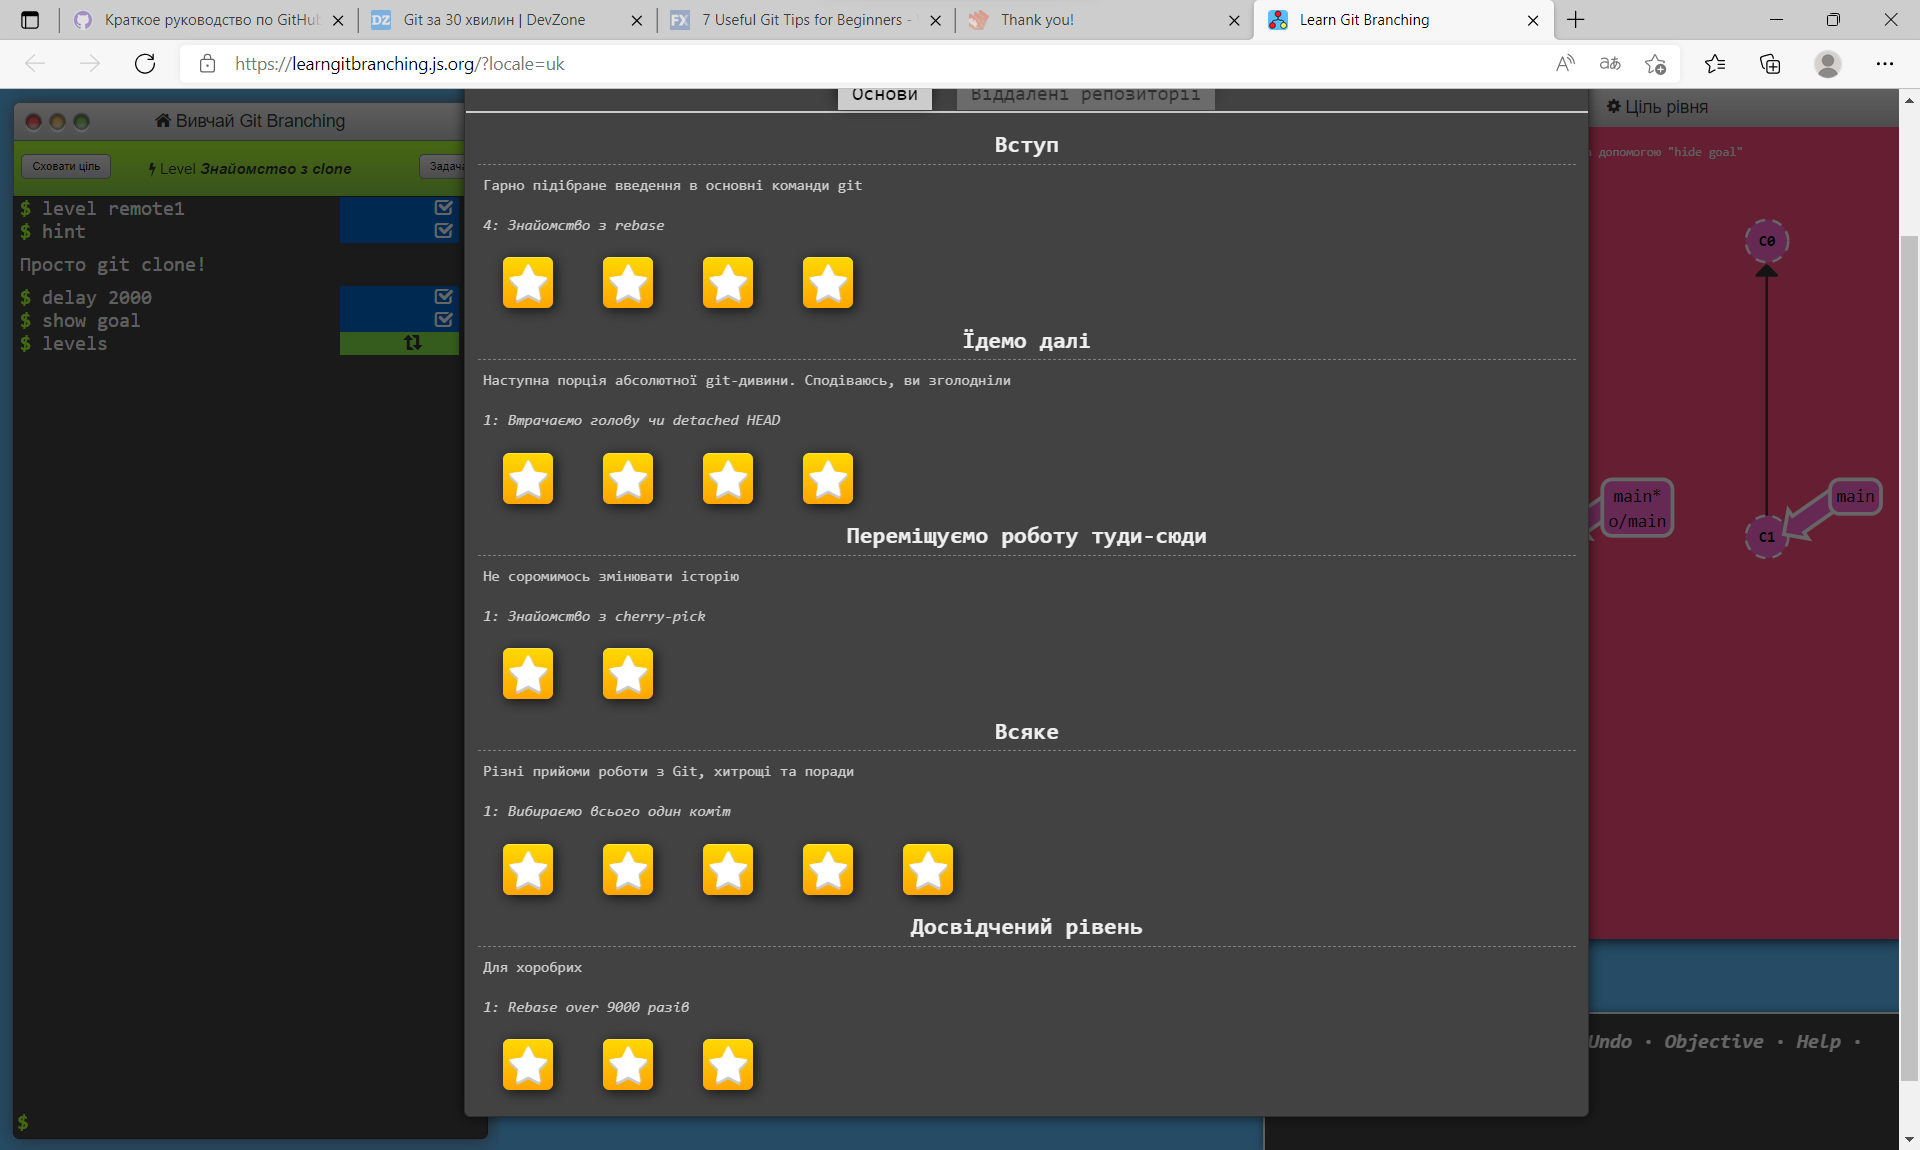 Краткое руководство по GitHub
Git за 30 хвилин | DevZone
7 Useful Git Tips for Beginners -
Thank you!
Learn Git Branching
https://learngitbranching.js.org/?locale=uk
Основи
Віддалені репозиторії
Вивчай Git Branching
Сховати ціль
Level Знайомство з clone
Задача
$ level remote1
$ hint
Просто git clone!
$ delay 2000
$ show goal
$ levels
$
Вступ
Гарно підібране введення в основні команди git
4: Знайомство з rebase
Їдемо далі
Наступна порція абсолютної git-дивини. Сподіваюсь, ви зголодніли
1: Втрачаємо голову чи detached HEAD
Переміщуємо роботу туди-сюди
Не соромимось змінювати історію
1: Знайомство з cherry-pick
Всяке
Різні прийоми роботи з Git, хитрощі та поради
1: Вибираємо всього один коміт
Досвідчений рівень
Для хоробрих
1: Rebase over 9000 разів
Ціль рівня
допомогою "hide goal"
C0
main*
o/main
main
C1
Undo · Objective · Help ·